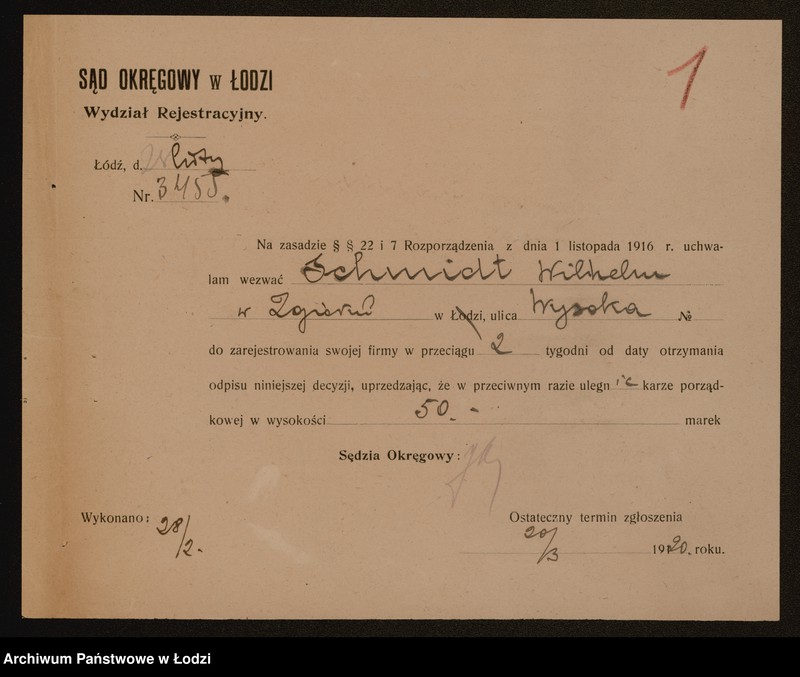 1
SĄD OKRĘGOWY W ŁODZI
Wydział Rejestracyjny.
Łódź, d. luty
Nr. 3455.
Na zasadzie § § 22 i 7 Rozporządzenia z dnia 1 listopada 1916 r. uchwa-
lam wezwać Schmidt Wilhelm
w Zgierzu w Łodzi, ulica Wysoka №
do zarejestrowania swojej firmy w przeciągu 2 tygodni od daty otrzymania
odpisu niniejszej decyzji, uprzedzając, że w przeciwnym razie ulegnie karze porząd-
kowej w wysokości 50.- marek
Sędzia Okręgowy:
Wykonano: 28/2.
Ostateczny termin zgłoszenia
20/3 1920. roku.
Archiwum Państwowe w Łodzi